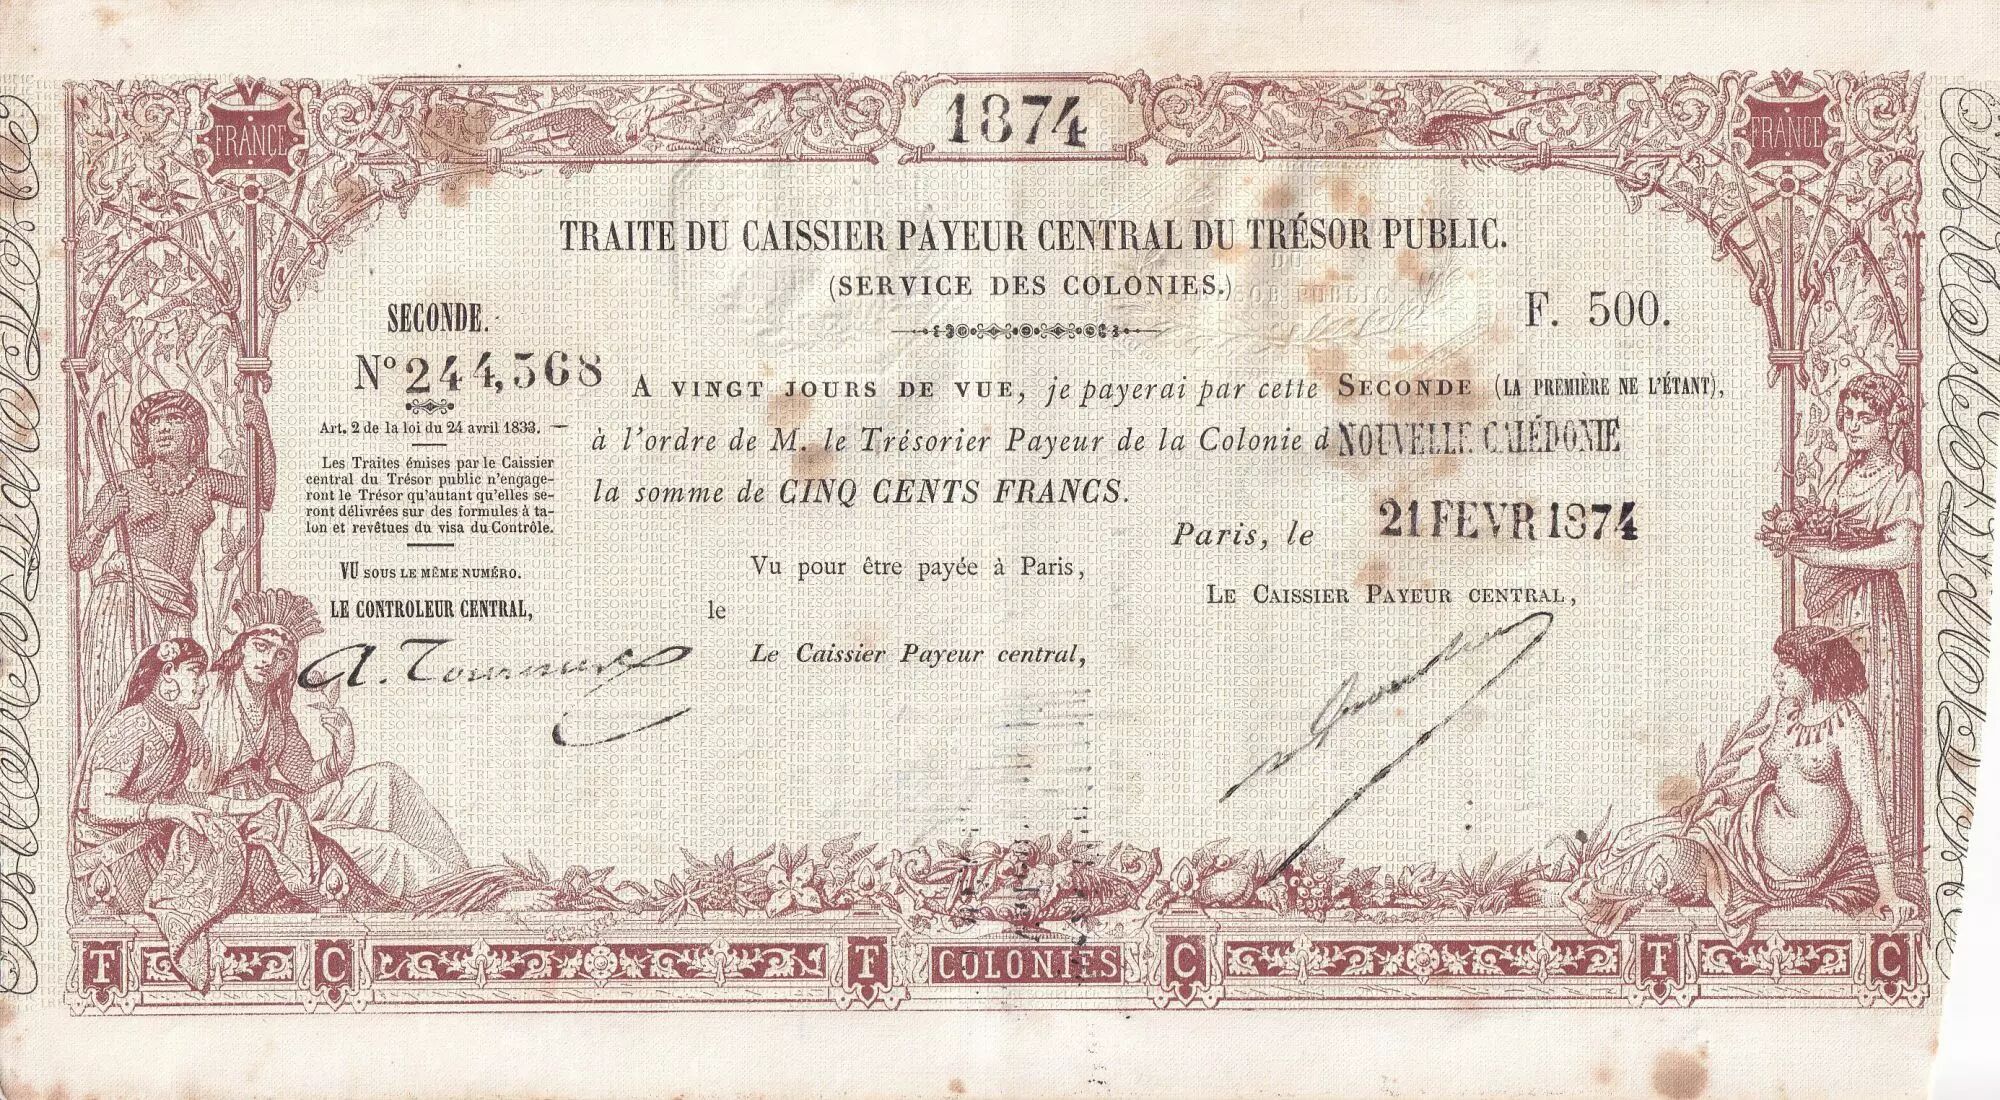 1874
FRANCE
FRANCE
TRAITE DU CAISSIER PAYEUR CENTRAL DU TRÉSOR PUBLIC.
(SERVICE DES COLONIES.)
SECONDE.
F. 500.
Nº 244,568
Art. 2 de la loi du 24 avril 1833.
Les Traites émises par le Caissier
central du Trésor public n'engage-
ront le Trésor qu'autant qu'elles se-
ront délivrées sur des formules à ta-
lon et revêtues du visa du Contrôle.
VU SOUS LE MÊME NUMÉRO.
LE CONTROLEUR CENTRAL,
A VINGT JOURS DE VUE, je payerai par cette SECONDE (LA PREMIÈRE NE L'ÉTANT),
à l'ordre de M. le Trésorier Payeur de la Colonie d NOUVELLE CALÉDONIE
la somme de CINQ CENTS FRANCS.
Paris, le 21 FEVR 1874
Vu pour être payée à Paris,
le
Le Caissier Payeur central,
LE CAISSIER PAYEUR CENTRAL,
T C F COLONIES C F C